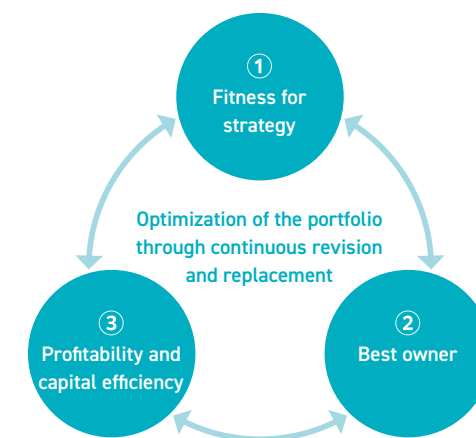 ①
Fitness for
strategy
Optimization of the portfolio
through continuous revision
and replacement
③
Profitability and
capital efficiency
②
Best owner